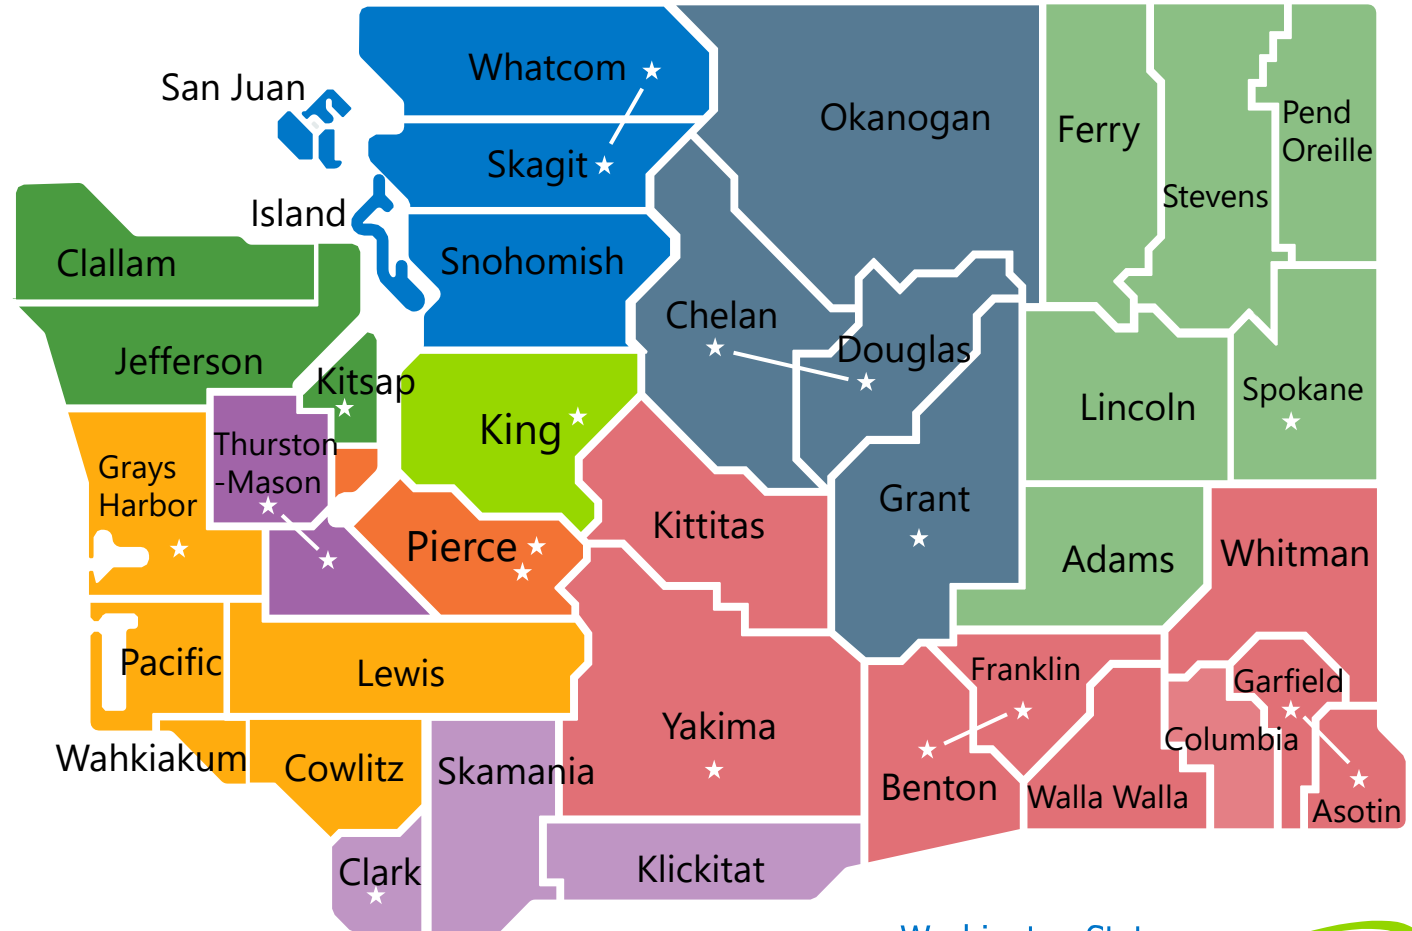 Whatcom
San Juan
Okanogan
Pend
Oreille
Ferry
Skagit
Stevens
Island
Snohomish
Clallam
Chelan
Douglas
Jefferson
Kitsap
Spokane
Lincoln
King
Thurston
-Mason
Grays
Harbor
Grant
Kittitas
Pierce
Adams
Whitman
Pacific
Lewis
Franklin
Garfield
Yakima
Columbia
Wahkiakum
Cowlitz
Skamania
Benton
Walla Walla
Asotin
Clark
Klickitat
Washington State